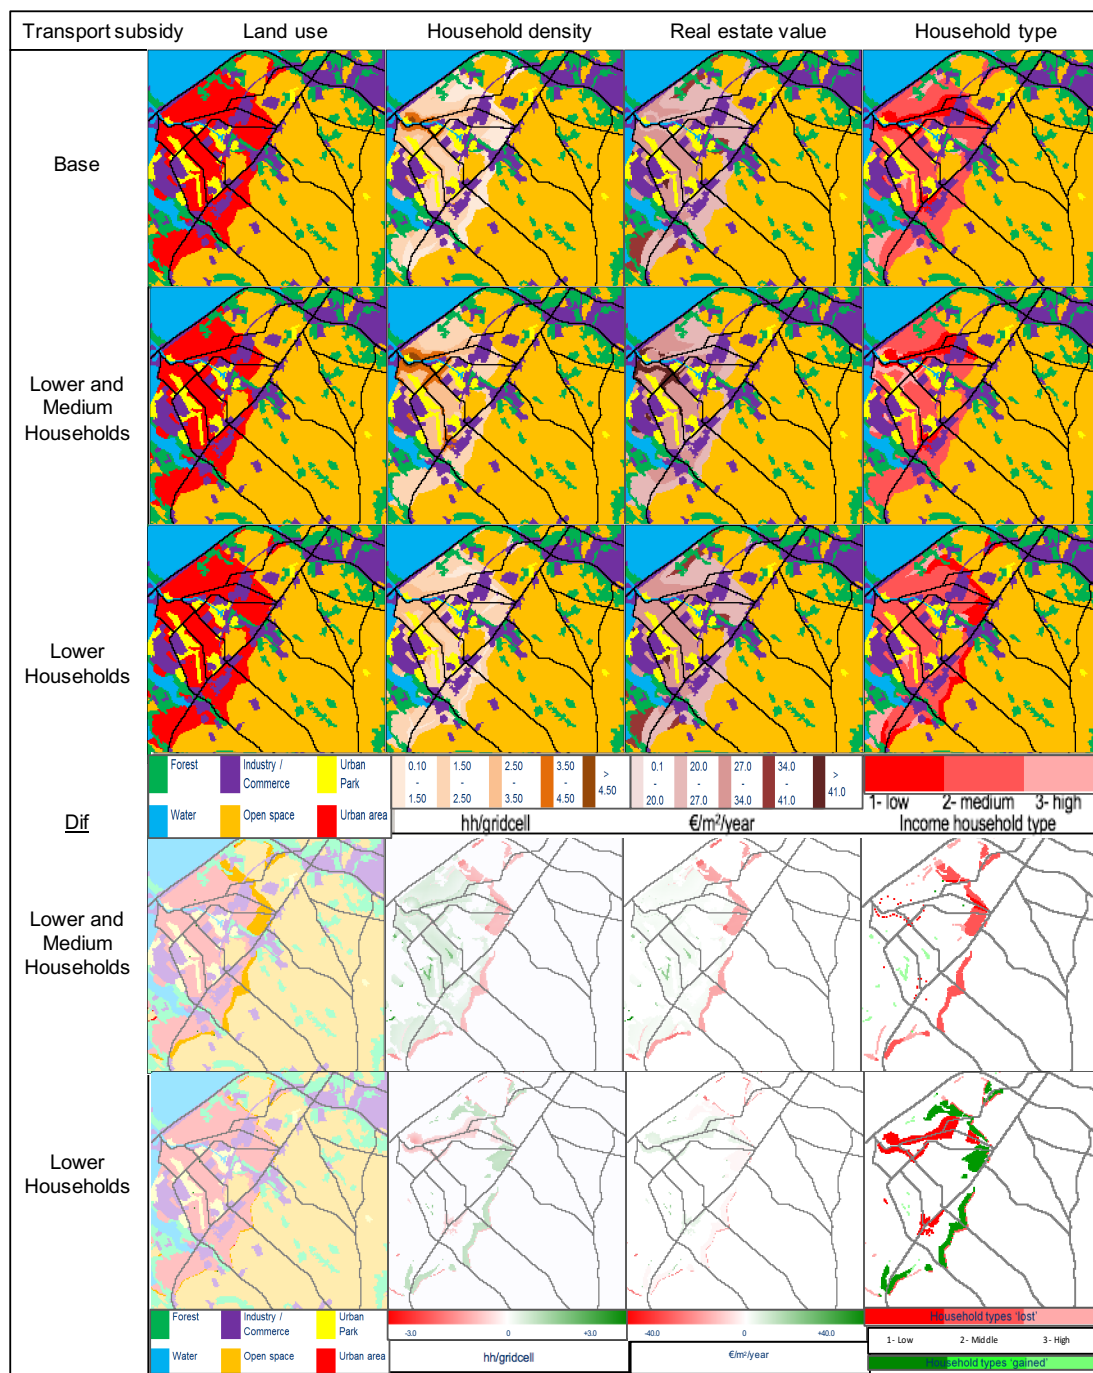 Transport subsidy Land use Household density Real estate value Household type
Base
Lower and
Medium
Households
Lower
Households
Dif
Forest Industry / Urban
Commerce Park
Water Open space Urban area
0.10 1.50 2.50 3.50 >
- - - - 4.50
1.50 2.50 3.50 4.50
hh/gridcell
0.1 20.0 27.0 34.0 >
- - - - 41.0
20.0 27.0 34.0 41.0
€/m²/year
1- low 2- medium 3- high
Income household type
Lower and
Medium
Households
Lower
Households
Forest Industry / Urban
Commerce Park
Water Open space Urban area
-3.0 0 +3.0
hh/gridcell
-40.0 0 +40.0
€/m²/year
Household types 'lost'
1- Low 2- Middle 3- High
Household types 'gained'